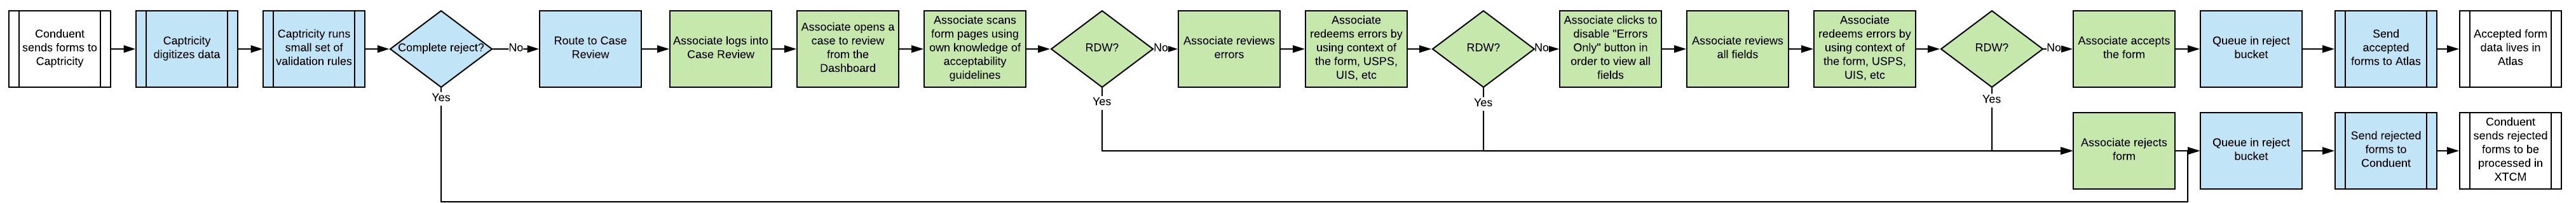 Conduent
sends forms to
Captricity
Captricity
digitizes data
Captricity runs
small set of
validation rules
Complete reject?
No
Yes
Route to Case
Review
Associate logs into
Case Review
Associate opens a
case to review
from the
Dashboard
Associate scans
form pages using
own knowledge of
acceptability
guidelines
RDW?
No
Yes
Associate reviews
errors
Associate
redeems errors by
using context of
the form, USPS,
UIS, etc
RDW?
No
Yes
Associate clicks to
disable "Errors
Only" button in
order to view all
fields
Associate reviews
all fields
Associate
redeems errors by
using context of
the form, USPS,
UIS, etc
RDW?
No
Yes
Associate accepts
the form
Queue in reject
bucket
Send
accepted
forms to Atlas
Accepted form
data lives in
Atlas
Associate rejects
form
Queue in reject
bucket
Send rejected
forms to
Conduent
Conduent
sends rejected
forms to be
processed in
XTCM